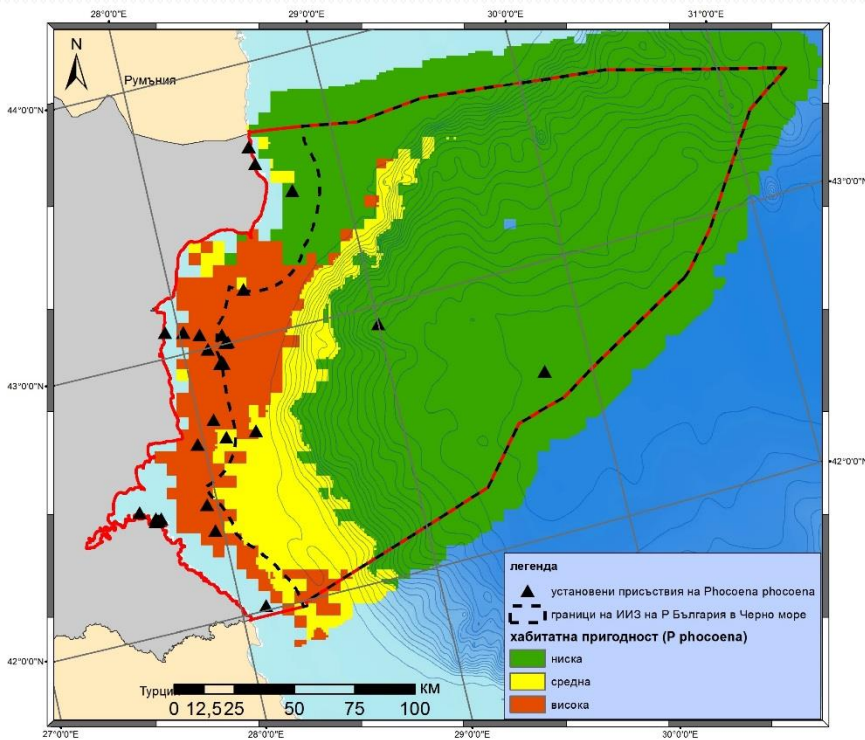 28°0'0"E 29°0'0"E 30°0'0"E 31°0'0"E
N
Румъния
44°0'0"N
43°0'0"N
43°0'0"N
42°0'0"N
42°0'0"N
легенда
установени присъствия на Phocoena phocoena
граници на ИИЗ на Р България в Черно море
хабитатна пригодност (P phocoena)
ниска
средна
висока
Турци
КМ
0 12,525 50 75 100
27°0'0"E 28°0'0"E 29°0'0"E 30°0'0"E